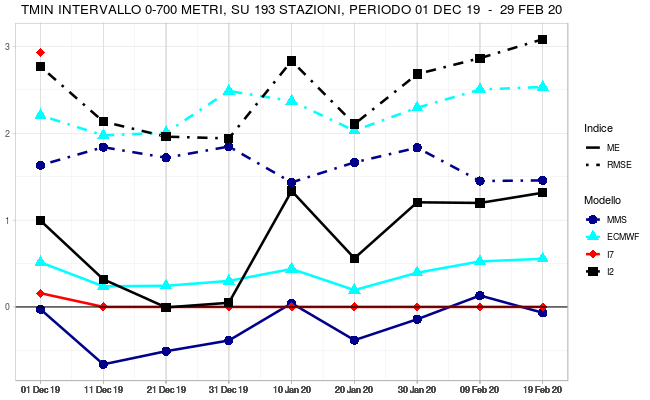 TMIN INTERVALLO 0-700 METRI, SU 193 STAZIONI, PERIODO 01 DEC 19 - 29 FEB 20
3
2
1
0
01 Dec 19 11 Dec 19 21 Dec 19 31 Dec 19 10 Jan 20 20 Jan 20 30 Jan 20 09 Feb 20 19 Feb 20
Indice
ME
RMSE
Modello
MMS
ECMWF
I7
I2